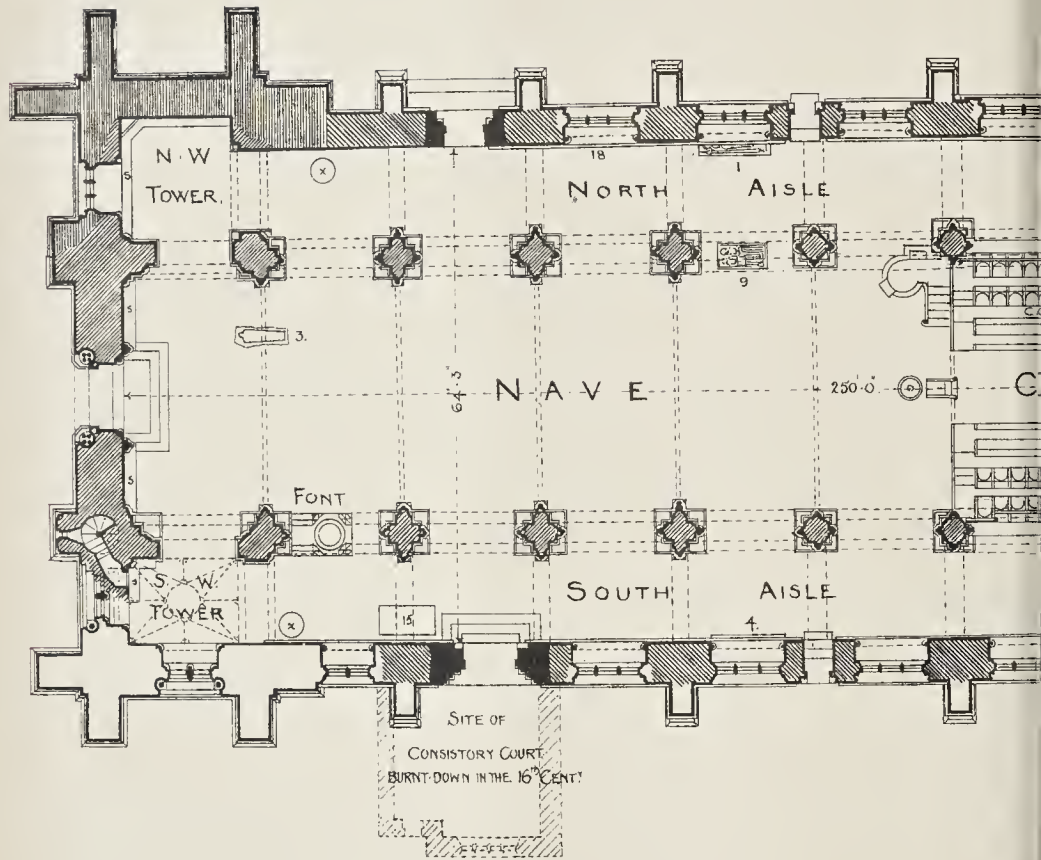 N·W
TOWER.
S
x
18
1
NORTH AISLE
9
S
3.
64'·3"
NAVE
250'·0"
S
FONT
S W
TOWER
S
x
15
SOUTH AISLE
4.
SITE OF
CONSISTORY COURT
BURNT·DOWN IN THE 16TH CENTY